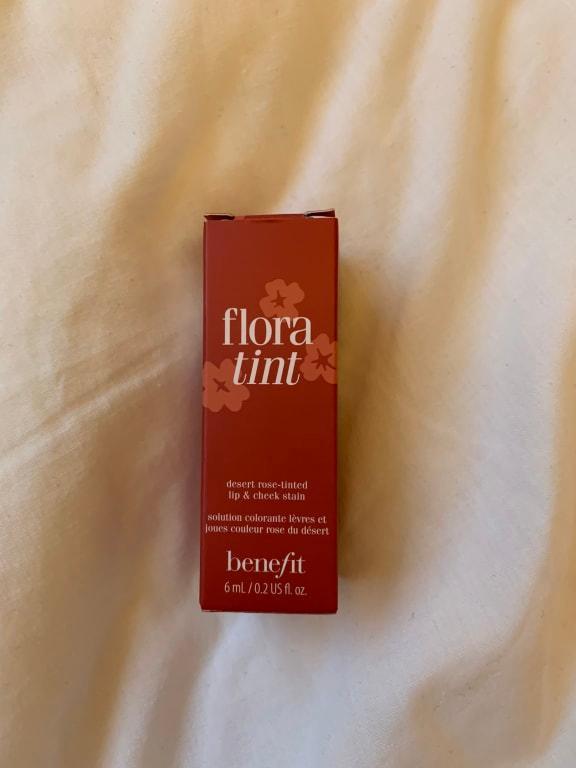 flora
tint
desert rose-tinted
lip & cheek stain
solution colorante lèvres et
joues couleur rose du désert
benefit
6 mL / 0.2 US fl. oz.